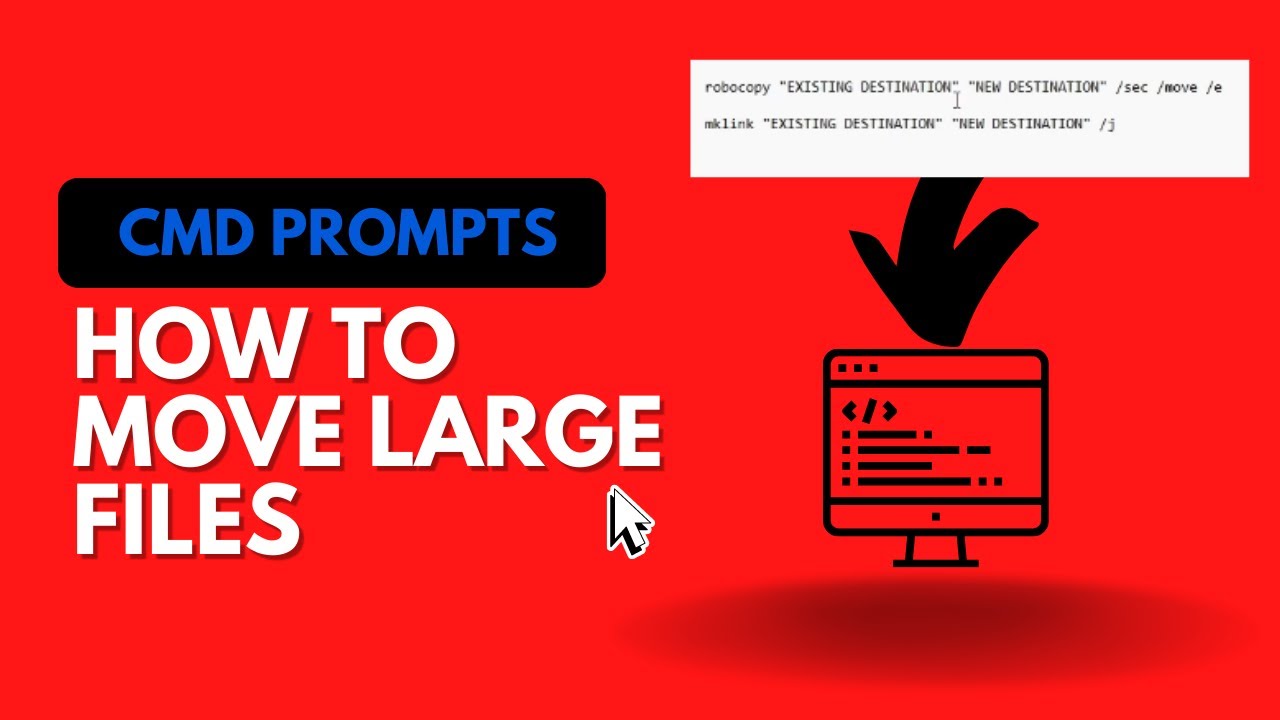 robocopy "EXISTING DESTINATION" "NEW DESTINATION" /sec /move /e
mklink "EXISTING DESTINATION" "NEW DESTINATION" /j
CMD PROMPTS
HOW TO
MOVE LARGE
FILES
</>